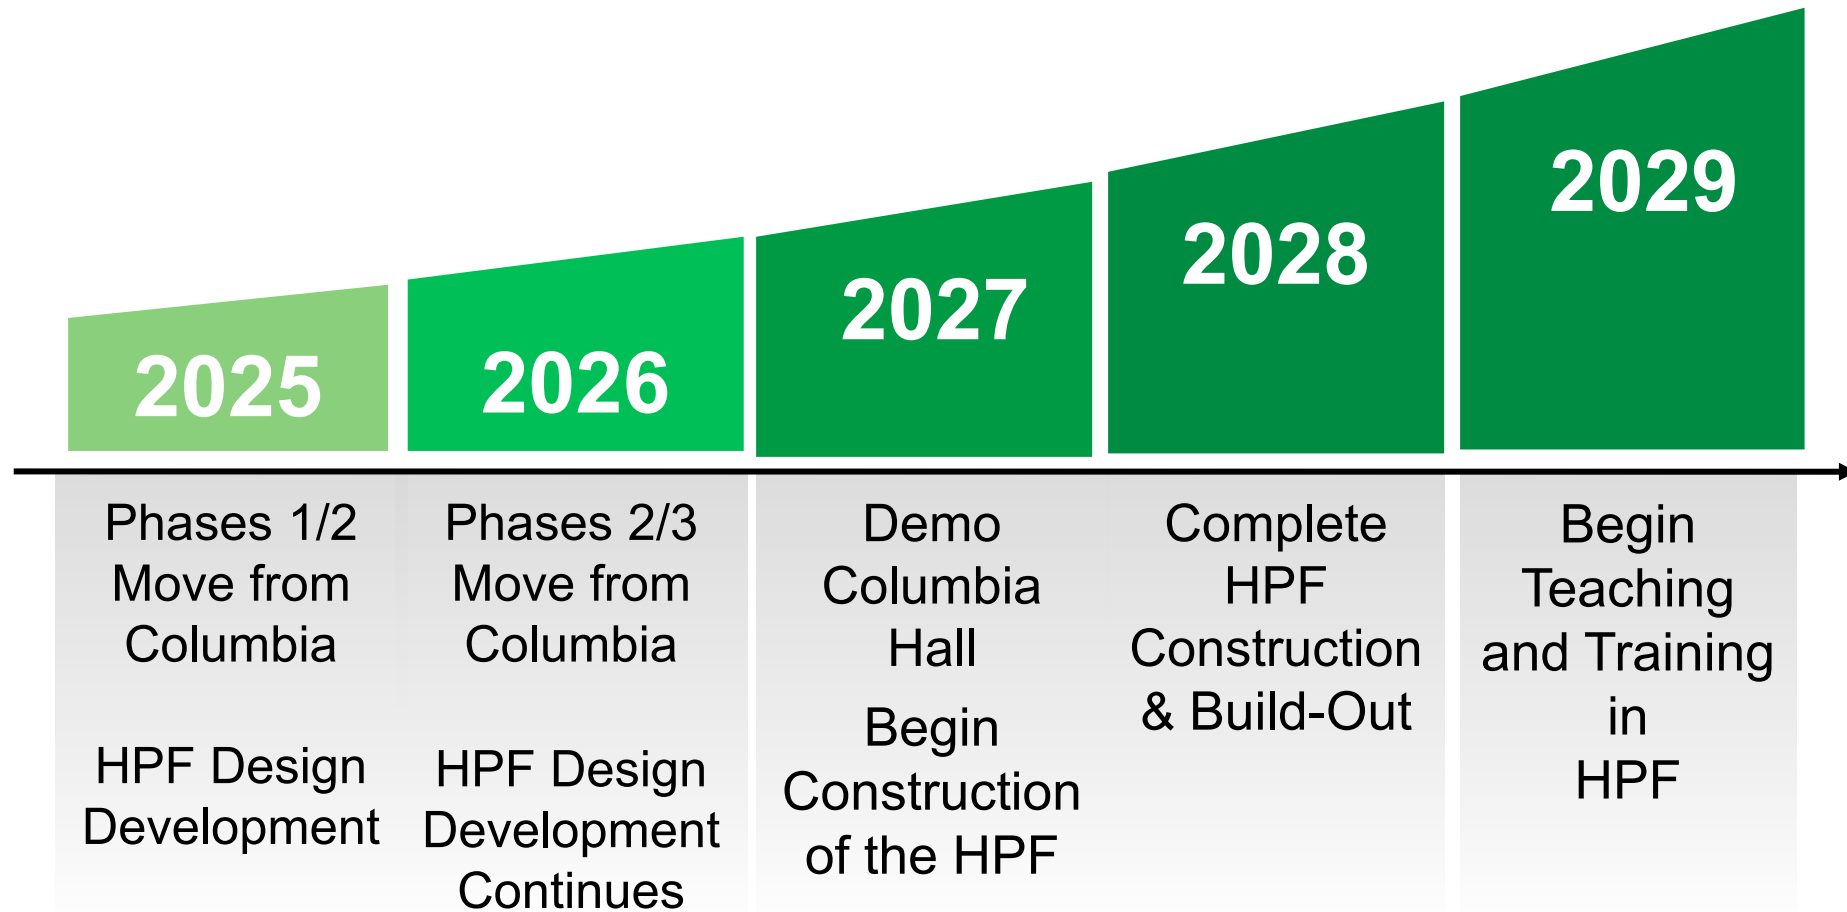 2025
2026
2027
2028
2029
Phases 1/2
Move from
Columbia
HPF Design
Development
Phases 2/3
Move from
Columbia
HPF Design
Development
Continues
Demo
Columbia
Hall
Begin
Construction
of the HPF
Complete
HPF
Construction
& Build-Out
Begin
Teaching
and Training
in
HPF